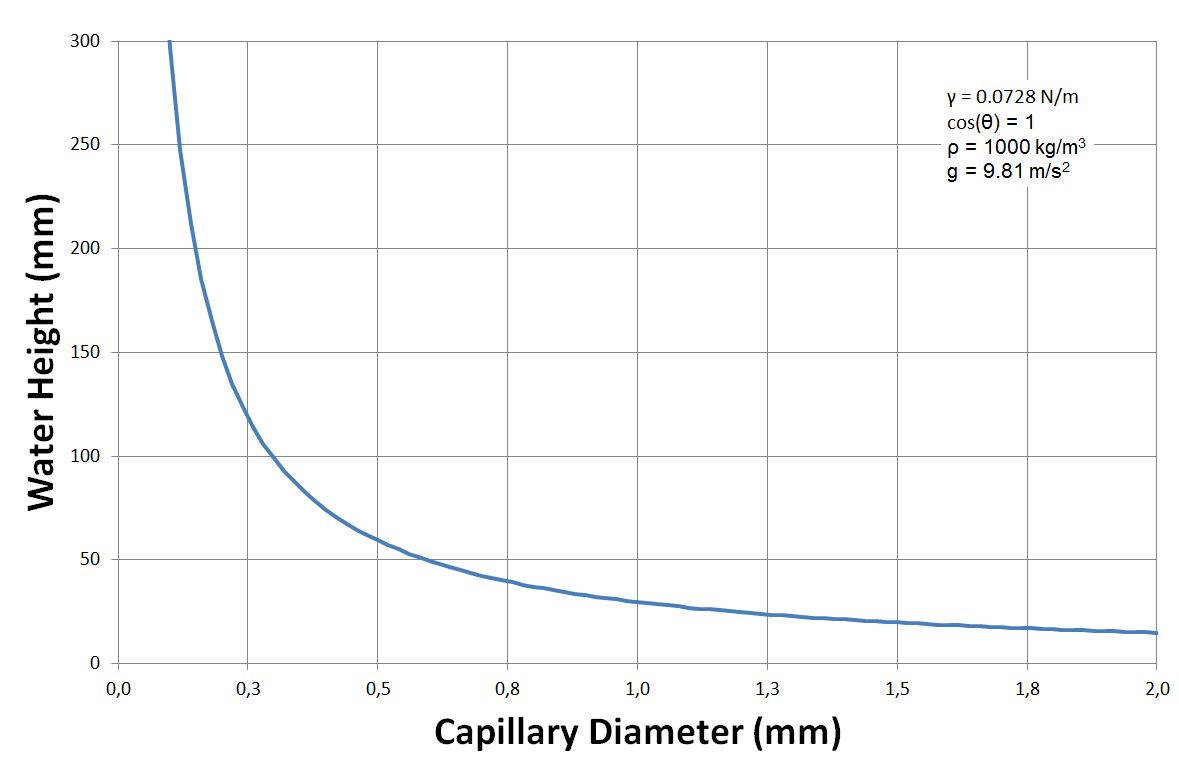 300
250
200
150
100
50
0
Water Height (mm)
γ = 0.0728 N/m
cos(θ) = 1
ρ = 1000 kg/m³
g = 9.81 m/s²
0,0 0,3 0,5 0,8 1,0 1,3 1,5 1,8 2,0
Capillary Diameter (mm)